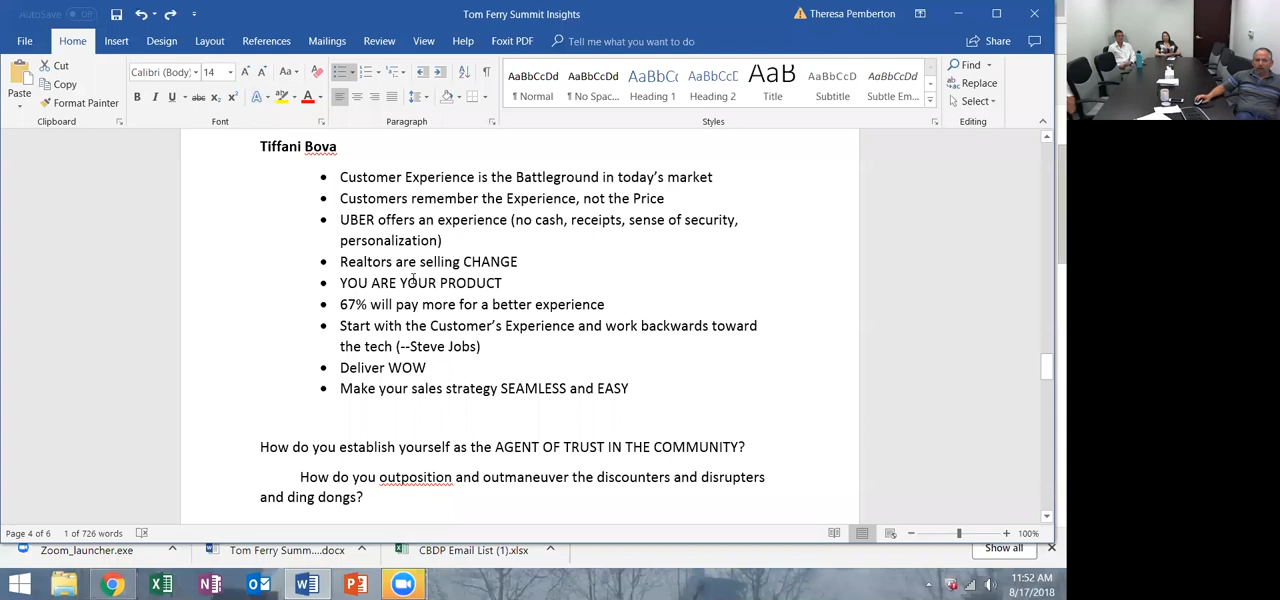 AutoSave Off
Tom Ferry Summit Insights
Theresa Pemberton
File Home Insert Design Layout References Mailings Review View Help Foxit PDF Tell me what you want to do Share
Paste
Cut
Copy
Format Painter
Calibri (Body) 14
Aa
B I U abc x₂ x²
A A
AaBbCcDd AaBbCcDd AaBbCc AaBbCcD AaB AaBbCcDd AaBbCcDd
¶ Normal ¶ No Spac... Heading 1 Heading 2 Title Subtitle Subtle Em...
Find
Replace
Select
Clipboard Font Paragraph Styles Editing
Tiffani Bova
• Customer Experience is the Battleground in today's market
• Customers remember the Experience, not the Price
• UBER offers an experience (no cash, receipts, sense of security,
personalization)
• Realtors are selling CHANGE
• YOU ARE YOUR PRODUCT
• 67% will pay more for a better experience
• Start with the Customer's Experience and work backwards toward
the tech (--Steve Jobs)
• Deliver WOW
• Make your sales strategy SEAMLESS and EASY
How do you establish yourself as the AGENT OF TRUST IN THE COMMUNITY?
How do you outposition and outmaneuver the discounters and disrupters
and ding dongs?
Page 4 of 6 1 of 726 words 100%
Zoom_launcher.exe Tom Ferry Summ....docx CBDP Email List (1).xlsx Show all
11:52 AM
8/17/2018